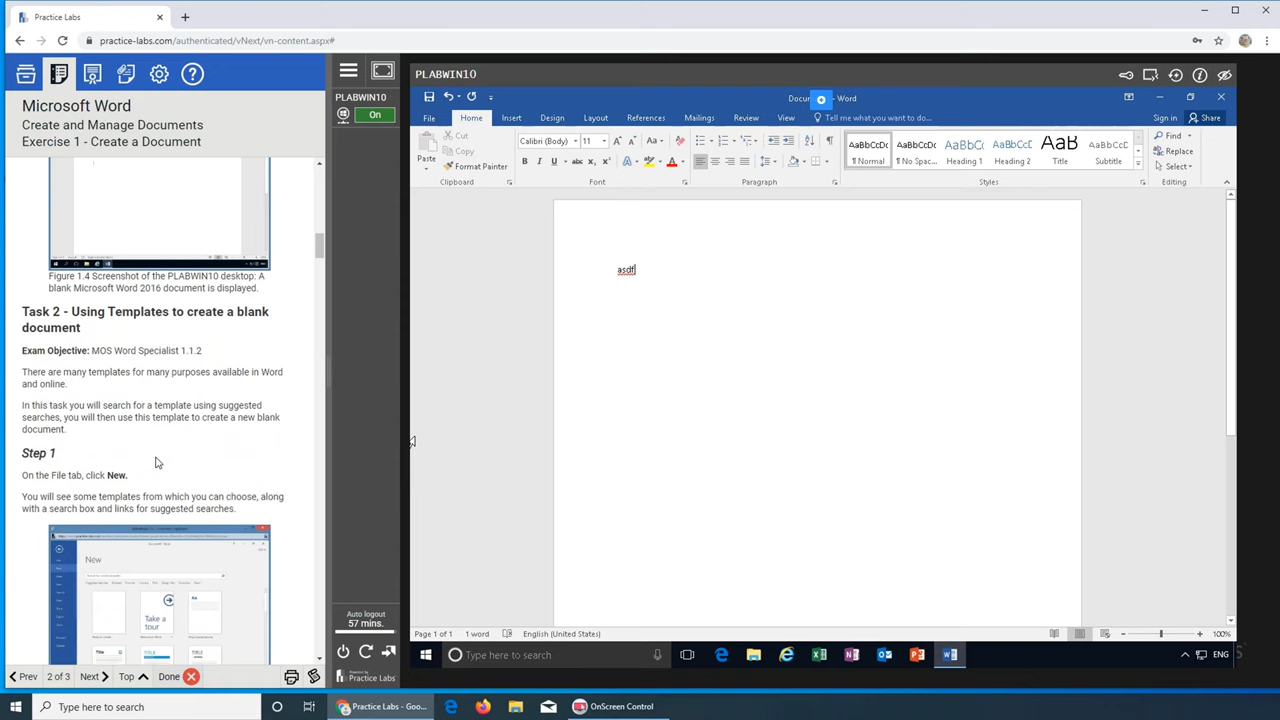 Practice Labs
practice-labs.com/authenticated/vNext/vn-content.aspx#
Microsoft Word
Create and Manage Documents
Exercise 1 - Create a Document
Figure 1.4 Screenshot of the PLABWIN10 desktop: A
blank Microsoft Word 2016 document is displayed.
Task 2 - Using Templates to create a blank
document
Exam Objective: MOS Word Specialist 1.1.2
There are many templates for many purposes available in Word
and online.
In this task you will search for a template using suggested
searches, you will then use this template to create a new blank
document.
Step 1
On the File tab, click New.
You will see some templates from which you can choose, along
with a search box and links for suggested searches.
New
Take a
tour
Aa
Title
TITLE
TITLE
Prev 2 of 3 Next Top Done
PLABWIN10
On
Auto logout
57 mins.
Practice Labs
PLABWIN10
Docu - Word
File Home Insert Design Layout References Mailings Review View Tell me what you want to do... Sign in Share
Paste
Cut
Copy
Format Painter
Clipboard
Calibri (Body) 11
Font
Paragraph
AaBbCcDc AaBbCcDc AaBbCc AaBbCcD AaB AaBbCcD
¶ Normal ¶ No Spac... Heading 1 Heading 2 Title Subtitle
Styles
Find
Replace
Select
Editing
asdf
Page 1 of 1 1 word English (United States) 100%
Type here to search
ENG
Type here to search
Practice Labs - Goo...
OnScreen Control